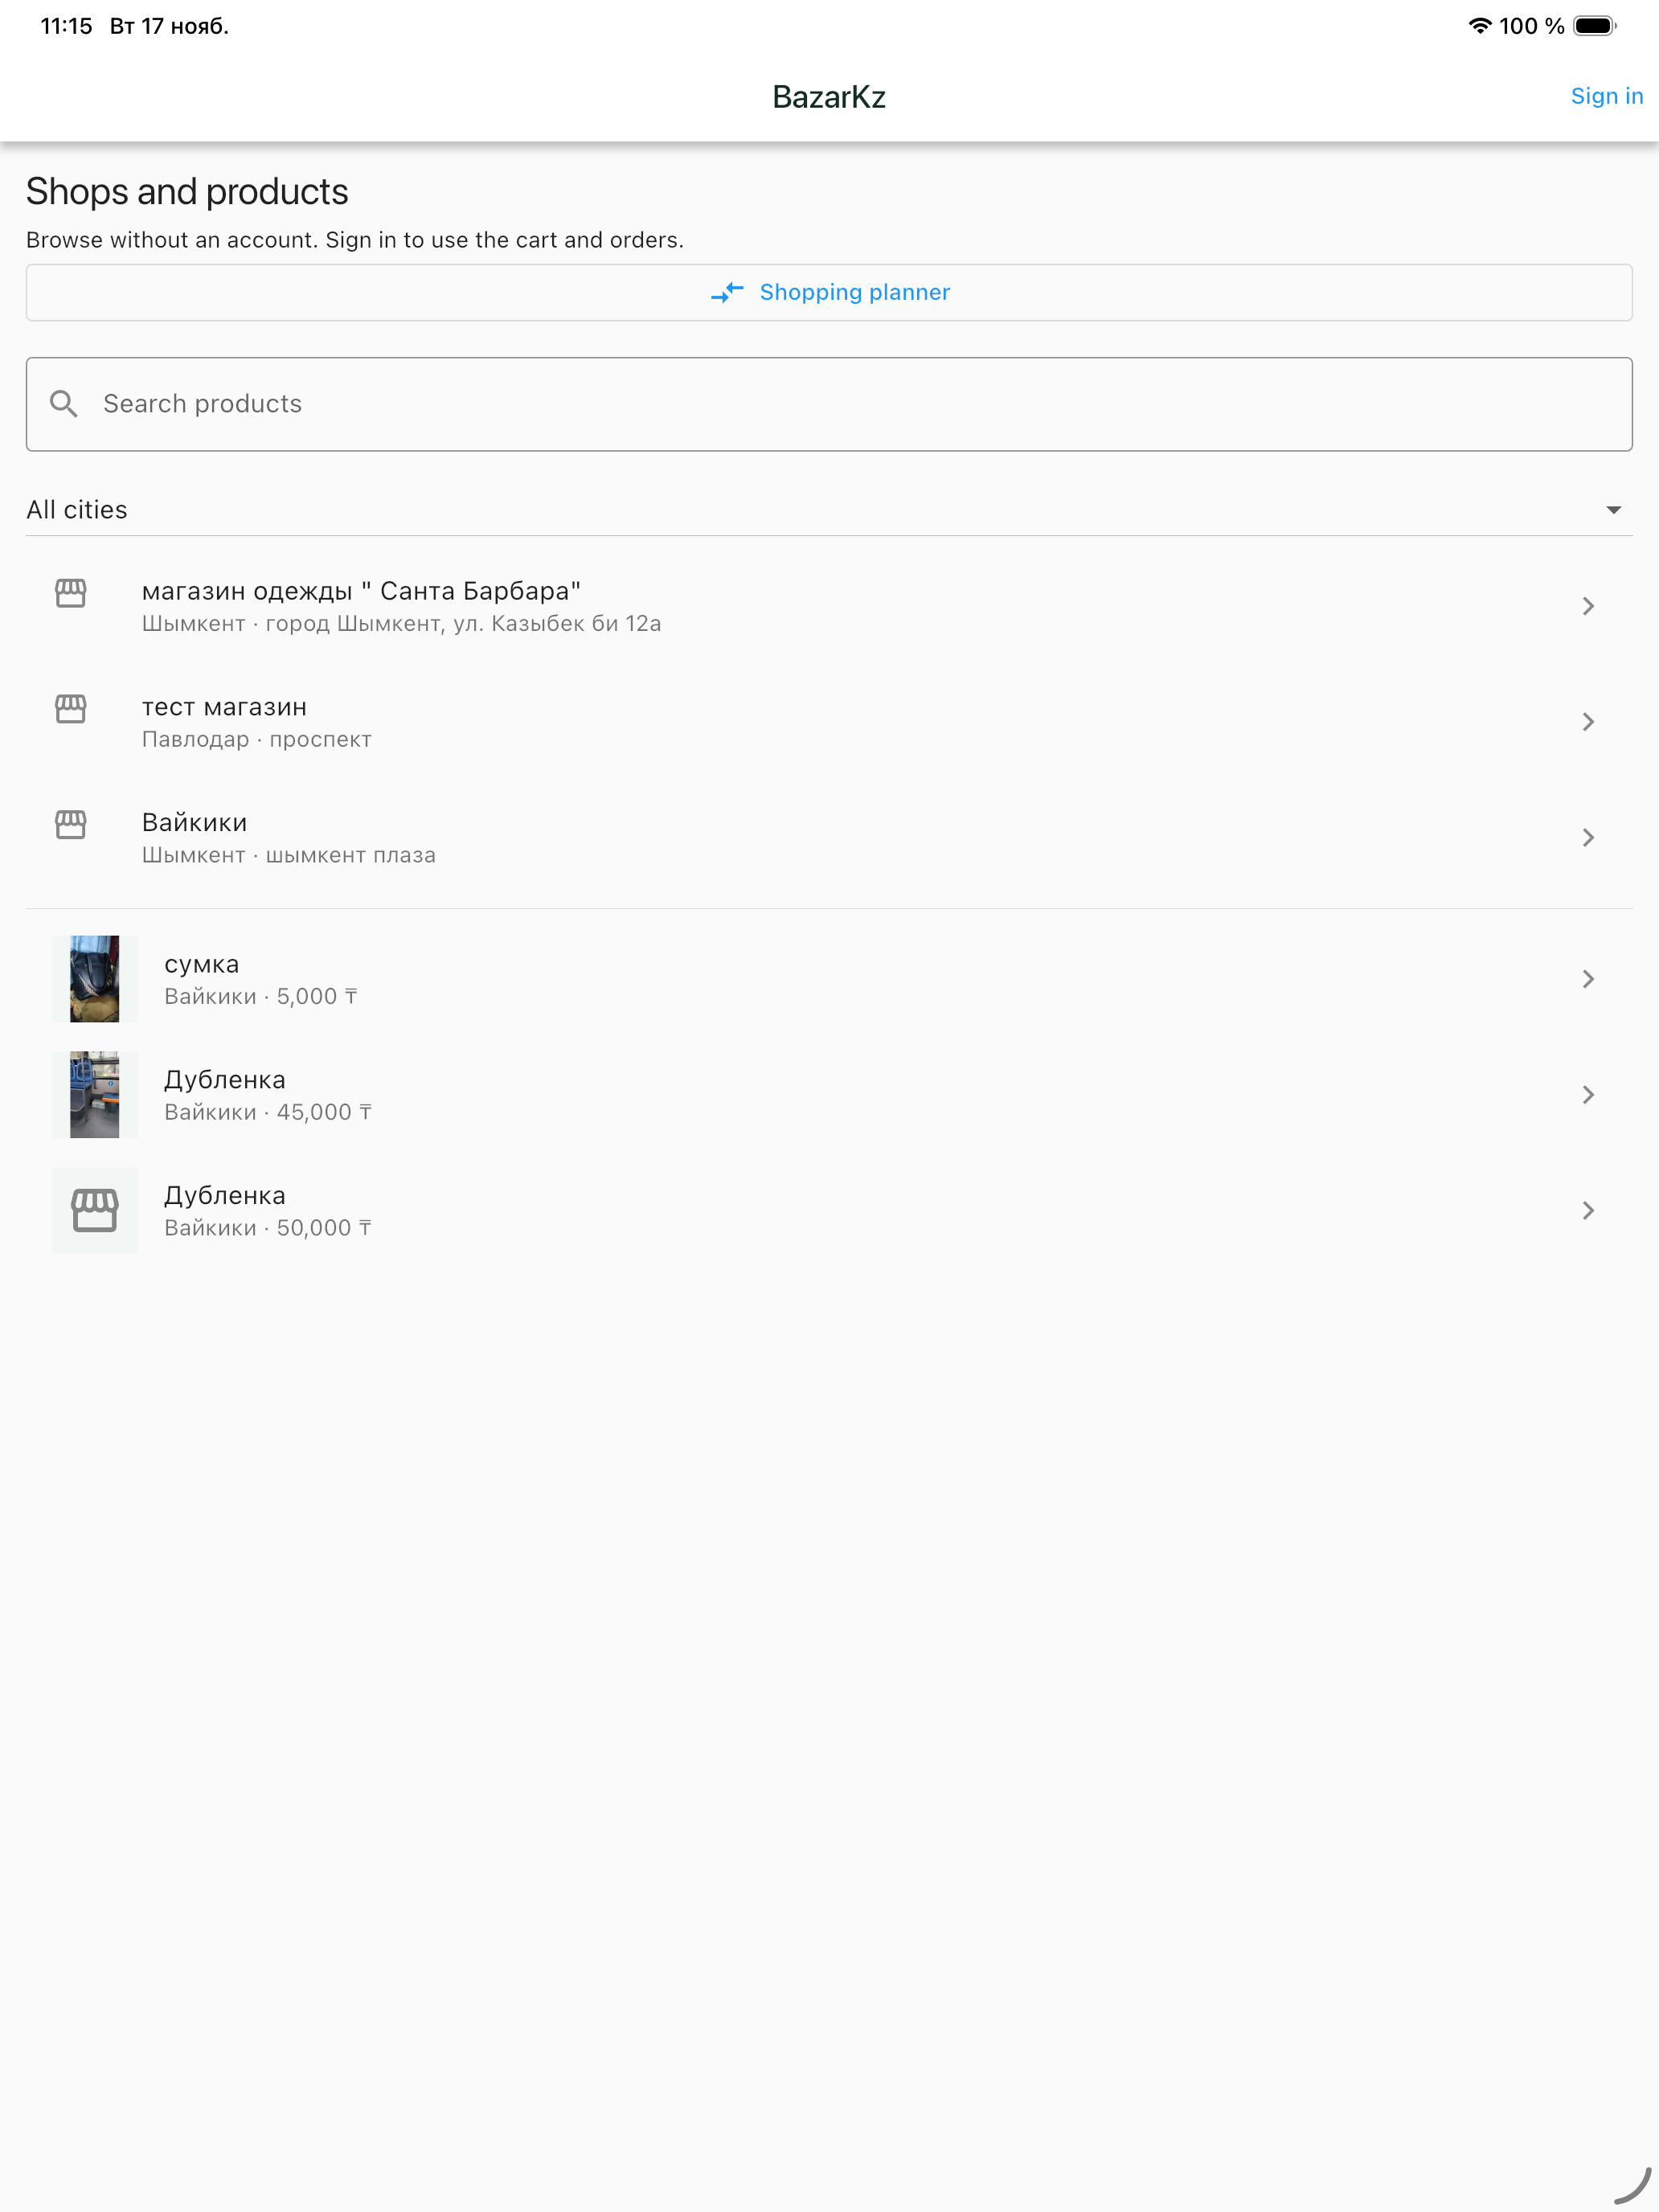 11:15 Вт 17 нояб. 100 %
BazarKz Sign in
Shops and products
Browse without an account. Sign in to use the cart and orders.
Shopping planner
Search products
All cities
магазин одежды " Санта Барбара"
Шымкент · город Шымкент, ул. Казыбек би 12а
тест магазин
Павлодар · проспект
Вайкики
Шымкент · шымкент плаза
сумка
Вайкики · 5,000 ₸
Дубленка
Вайкики · 45,000 ₸
Дубленка
Вайкики · 50,000 ₸